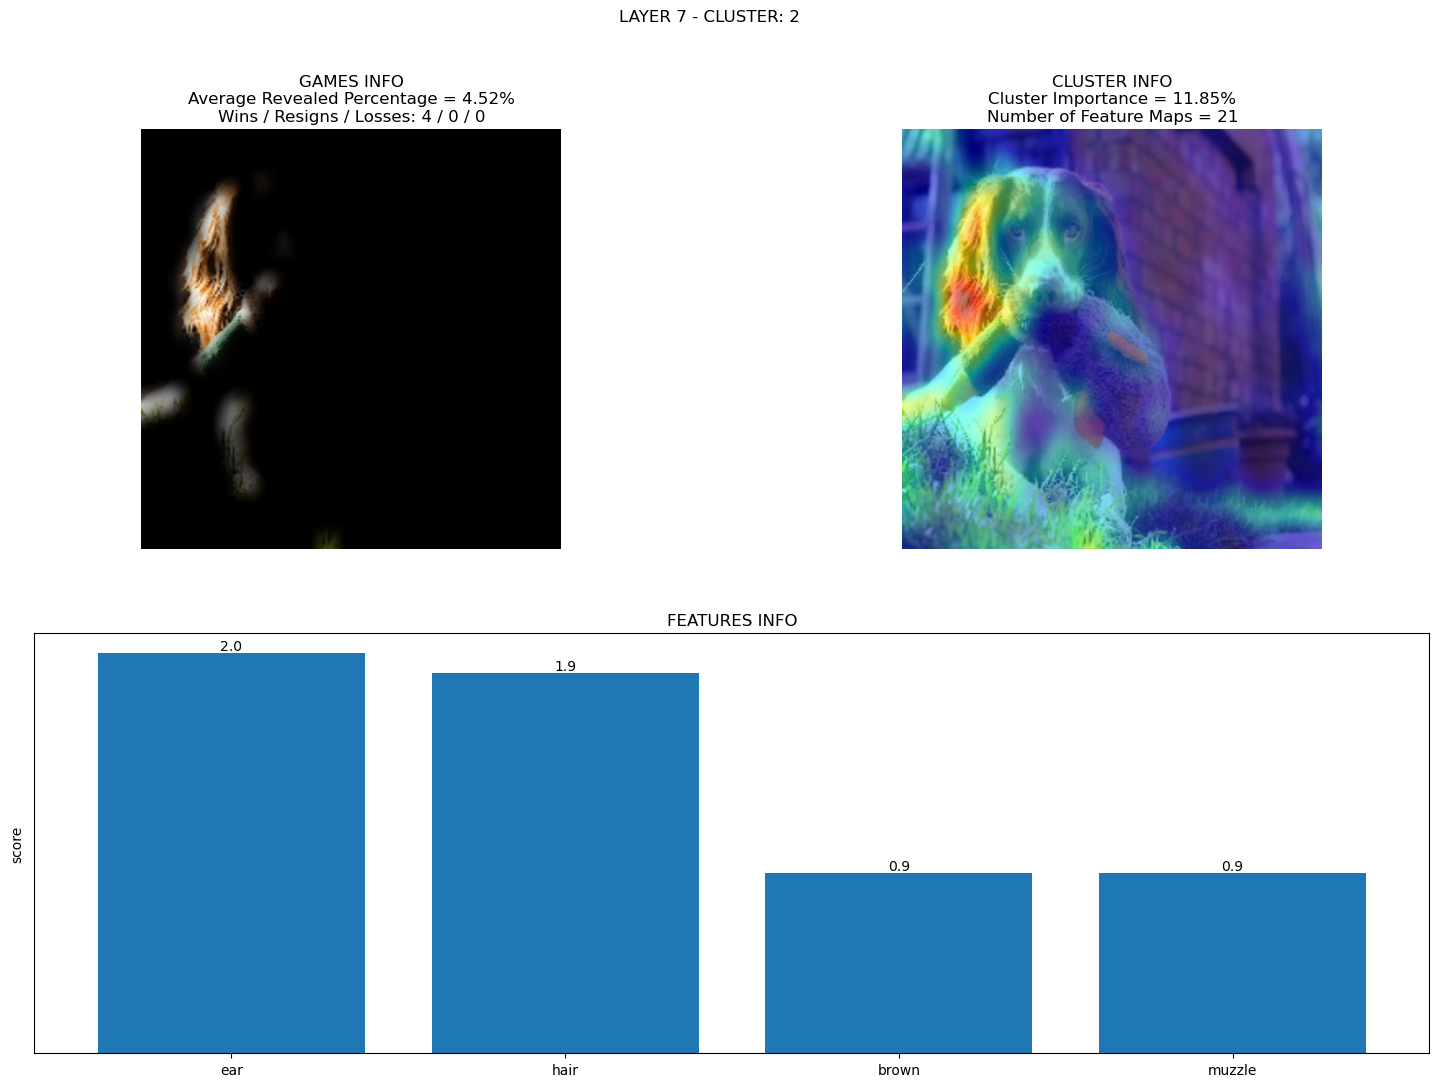 LAYER 7 - CLUSTER: 2
GAMES INFO
Average Revealed Percentage = 4.52%
Wins / Resigns / Losses: 4 / 0 / 0
CLUSTER INFO
Cluster Importance = 11.85%
Number of Feature Maps = 21
FEATURES INFO
score
2.0
1.9
0.9
0.9
ear
hair
brown
muzzle